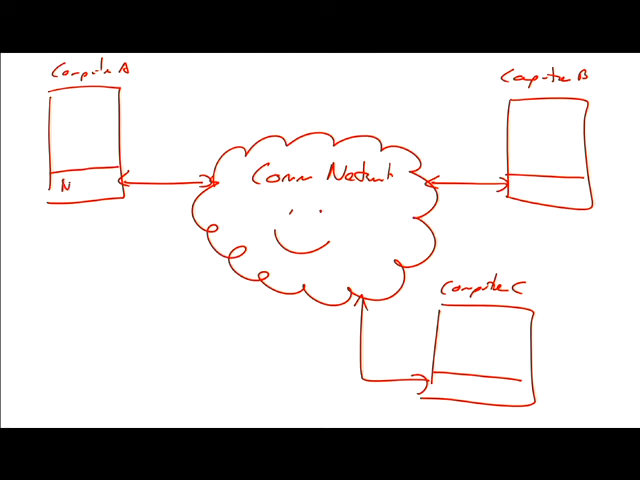 Computer A
Computer B
Comm Network
N
Computer C